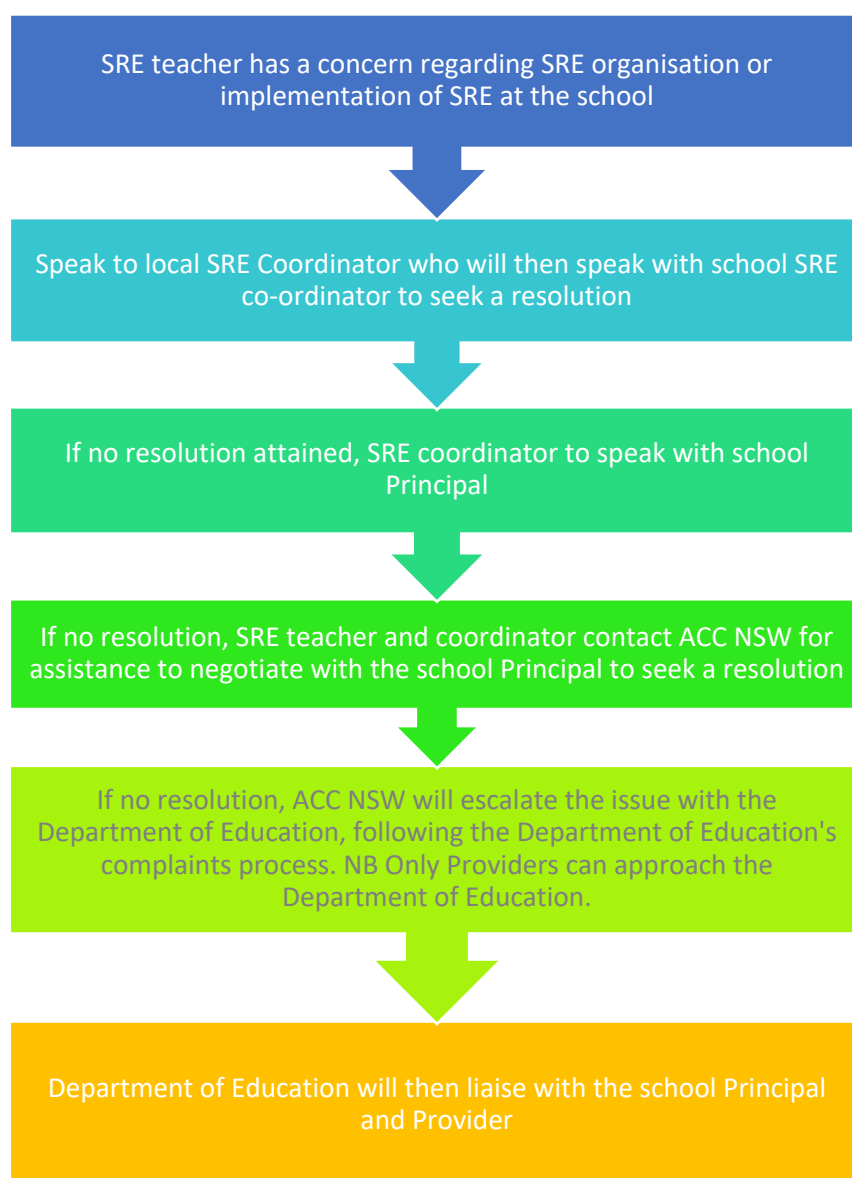 SRE teacher has a concern regarding SRE organisation or
implementation of SRE at the school
Speak to local SRE Coordinator who will then speak with school SRE
co-ordinator to seek a resolution
If no resolution attained, SRE coordinator to speak with school
Principal
If no resolution, SRE teacher and coordinator contact ACC NSW for
assistance to negotiate with the school Principal to seek a resolution
If no resolution, ACC NSW will escalate the issue with the
Department of Education, following the Department of Education's
complaints process. NB Only Providers can approach the
Department of Education.
Department of Education will then liaise with the school Principal
and Provider